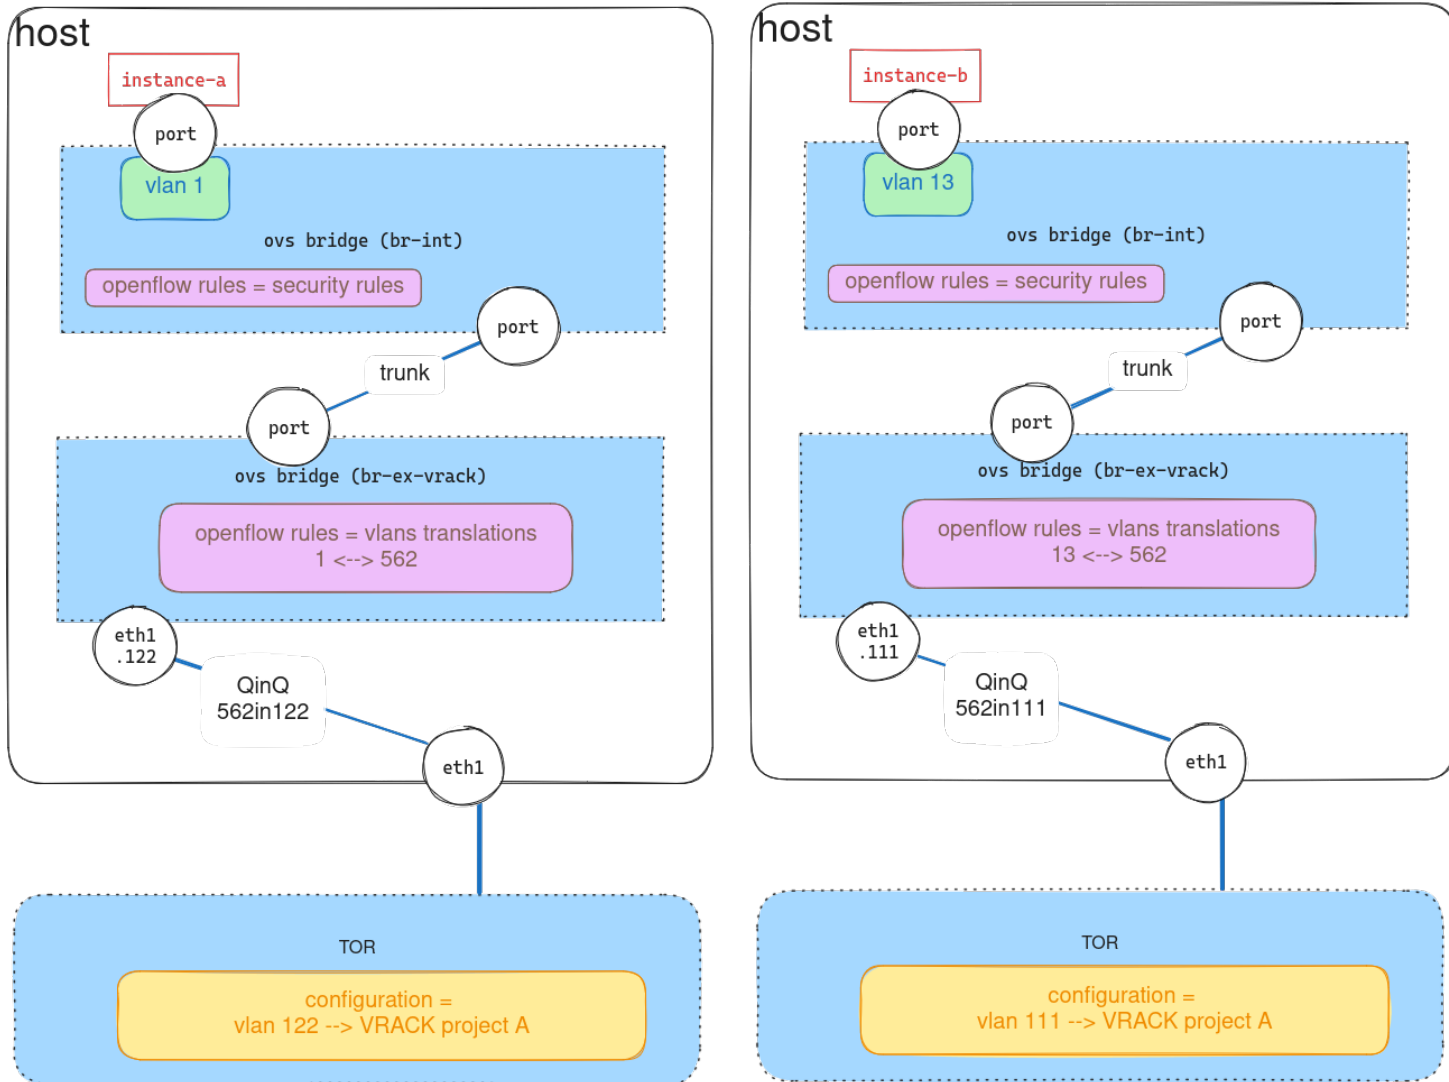 host
instance-a
port
vlan 1
ovs bridge (br-int)
openflow rules = security rules
port
trunk
port
ovs bridge (br-ex-vrack)
openflow rules = vlans translations
1 <--> 562
eth1
.122
QinQ
562in122
eth1
TOR
configuration =
vlan 122 --> VRACK project A
host
instance-b
port
vlan 13
ovs bridge (br-int)
openflow rules = security rules
port
trunk
port
ovs bridge (br-ex-vrack)
openflow rules = vlans translations
13 <--> 562
eth1
.111
QinQ
562in111
eth1
TOR
configuration =
vlan 111 --> VRACK project A